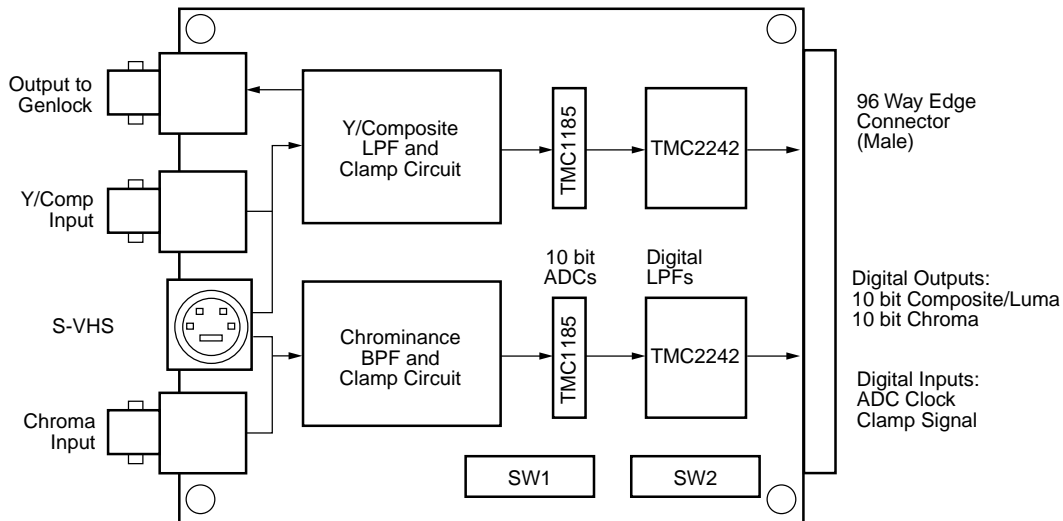 Output to
Genlock
Y/Comp
Input
S-VHS
Chroma
Input
Y/Composite
LPF and
Clamp Circuit
TMC1185
TMC2242
10 bit
ADCs
Digital
LPFs
Chrominance
BPF and
Clamp Circuit
TMC1185
TMC2242
SW1
SW2
96 Way Edge
Connector
(Male)
Digital Outputs:
10 bit Composite/Luma
10 bit Chroma
Digital Inputs:
ADC Clock
Clamp Signal